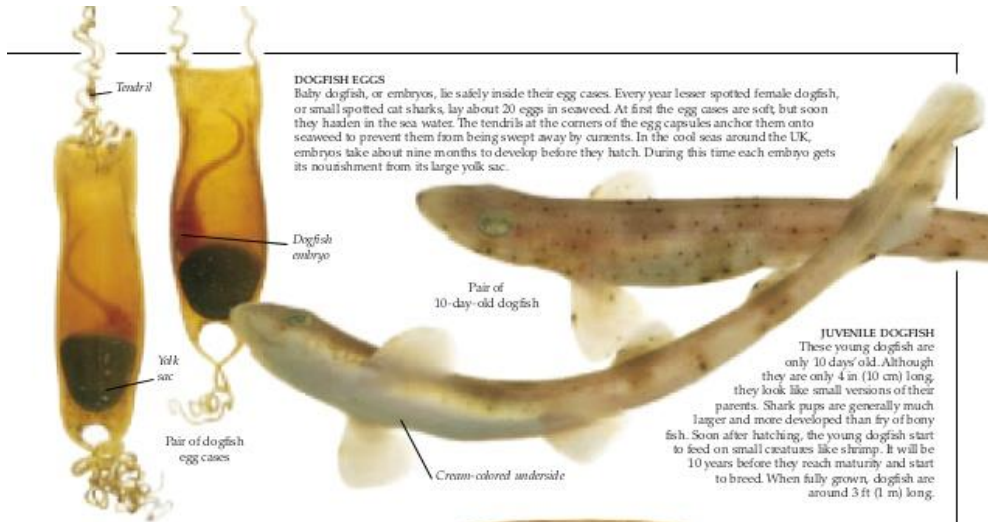 Tendril
DOGFISH EGGS
Baby dogfish, or embryos, lie safely inside their egg cases. Every year lesser spotted female dogfish,
or small spotted cat sharks, lay about 20 eggs in seaweed. At first the egg cases are soft, but soon
they harden in the sea water. The tendrils at the corners of the egg capsules anchor them onto
seaweed to prevent them from being swept away by currents. In the cool seas around the UK,
embryos take about nine months to develop before they hatch. During this time each embryo gets
its nourishment from its large yolk sac.
Dogfish
embryo
Pair of
10-day-old dogfish
Yolk
sac
Pair of dogfish
egg cases
Cream-colored underside
JUVENILE DOGFISH
These young dogfish are
only 10 days' old. Although
they are only 4 in (10 cm) long,
they look like small versions of their
parents. Shark pups are generally much
larger and more developed than fry of bony
fish. Soon after hatching, the young dogfish start
to feed on small creatures like shrimp. It will be
10 years before they reach maturity and start
to breed. When fully grown, dogfish are
around 3 ft (1 m) long.